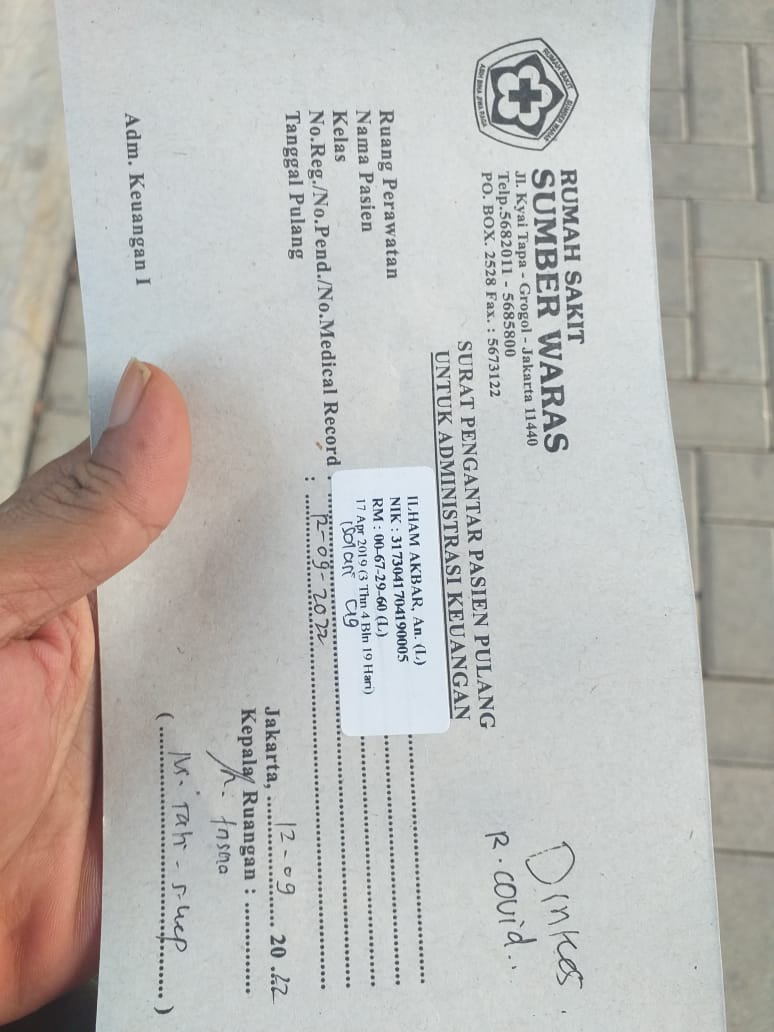 RUMAH SAKIT
SUMBER WARAS
Jl. Kyai Tapa - Grogol - Jakarta 11440
Telp.5682011 - 5685800
PO. BOX. 2528 Fax. : 5673122
Dinkes
R. Covid..
SURAT PENGANTAR PASIEN PULANG
UNTUK ADMINISTRASI KEUANGAN
Ruang Perawatan
Nama Pasien
Kelas
No.Reg./No.Pend./No.Medical Record
Tanggal Pulang : 12-09-2022
ILHAM AKBAR, An. (L)
NIK : 3173041704190005
RM : 00-67-29-60 (L)
17 Apr 2019 (3 Thn 4 Bln 19 Hari)
Jakarta, 12-09 2022
Kepala Ruangan :
Adm. Keuangan I